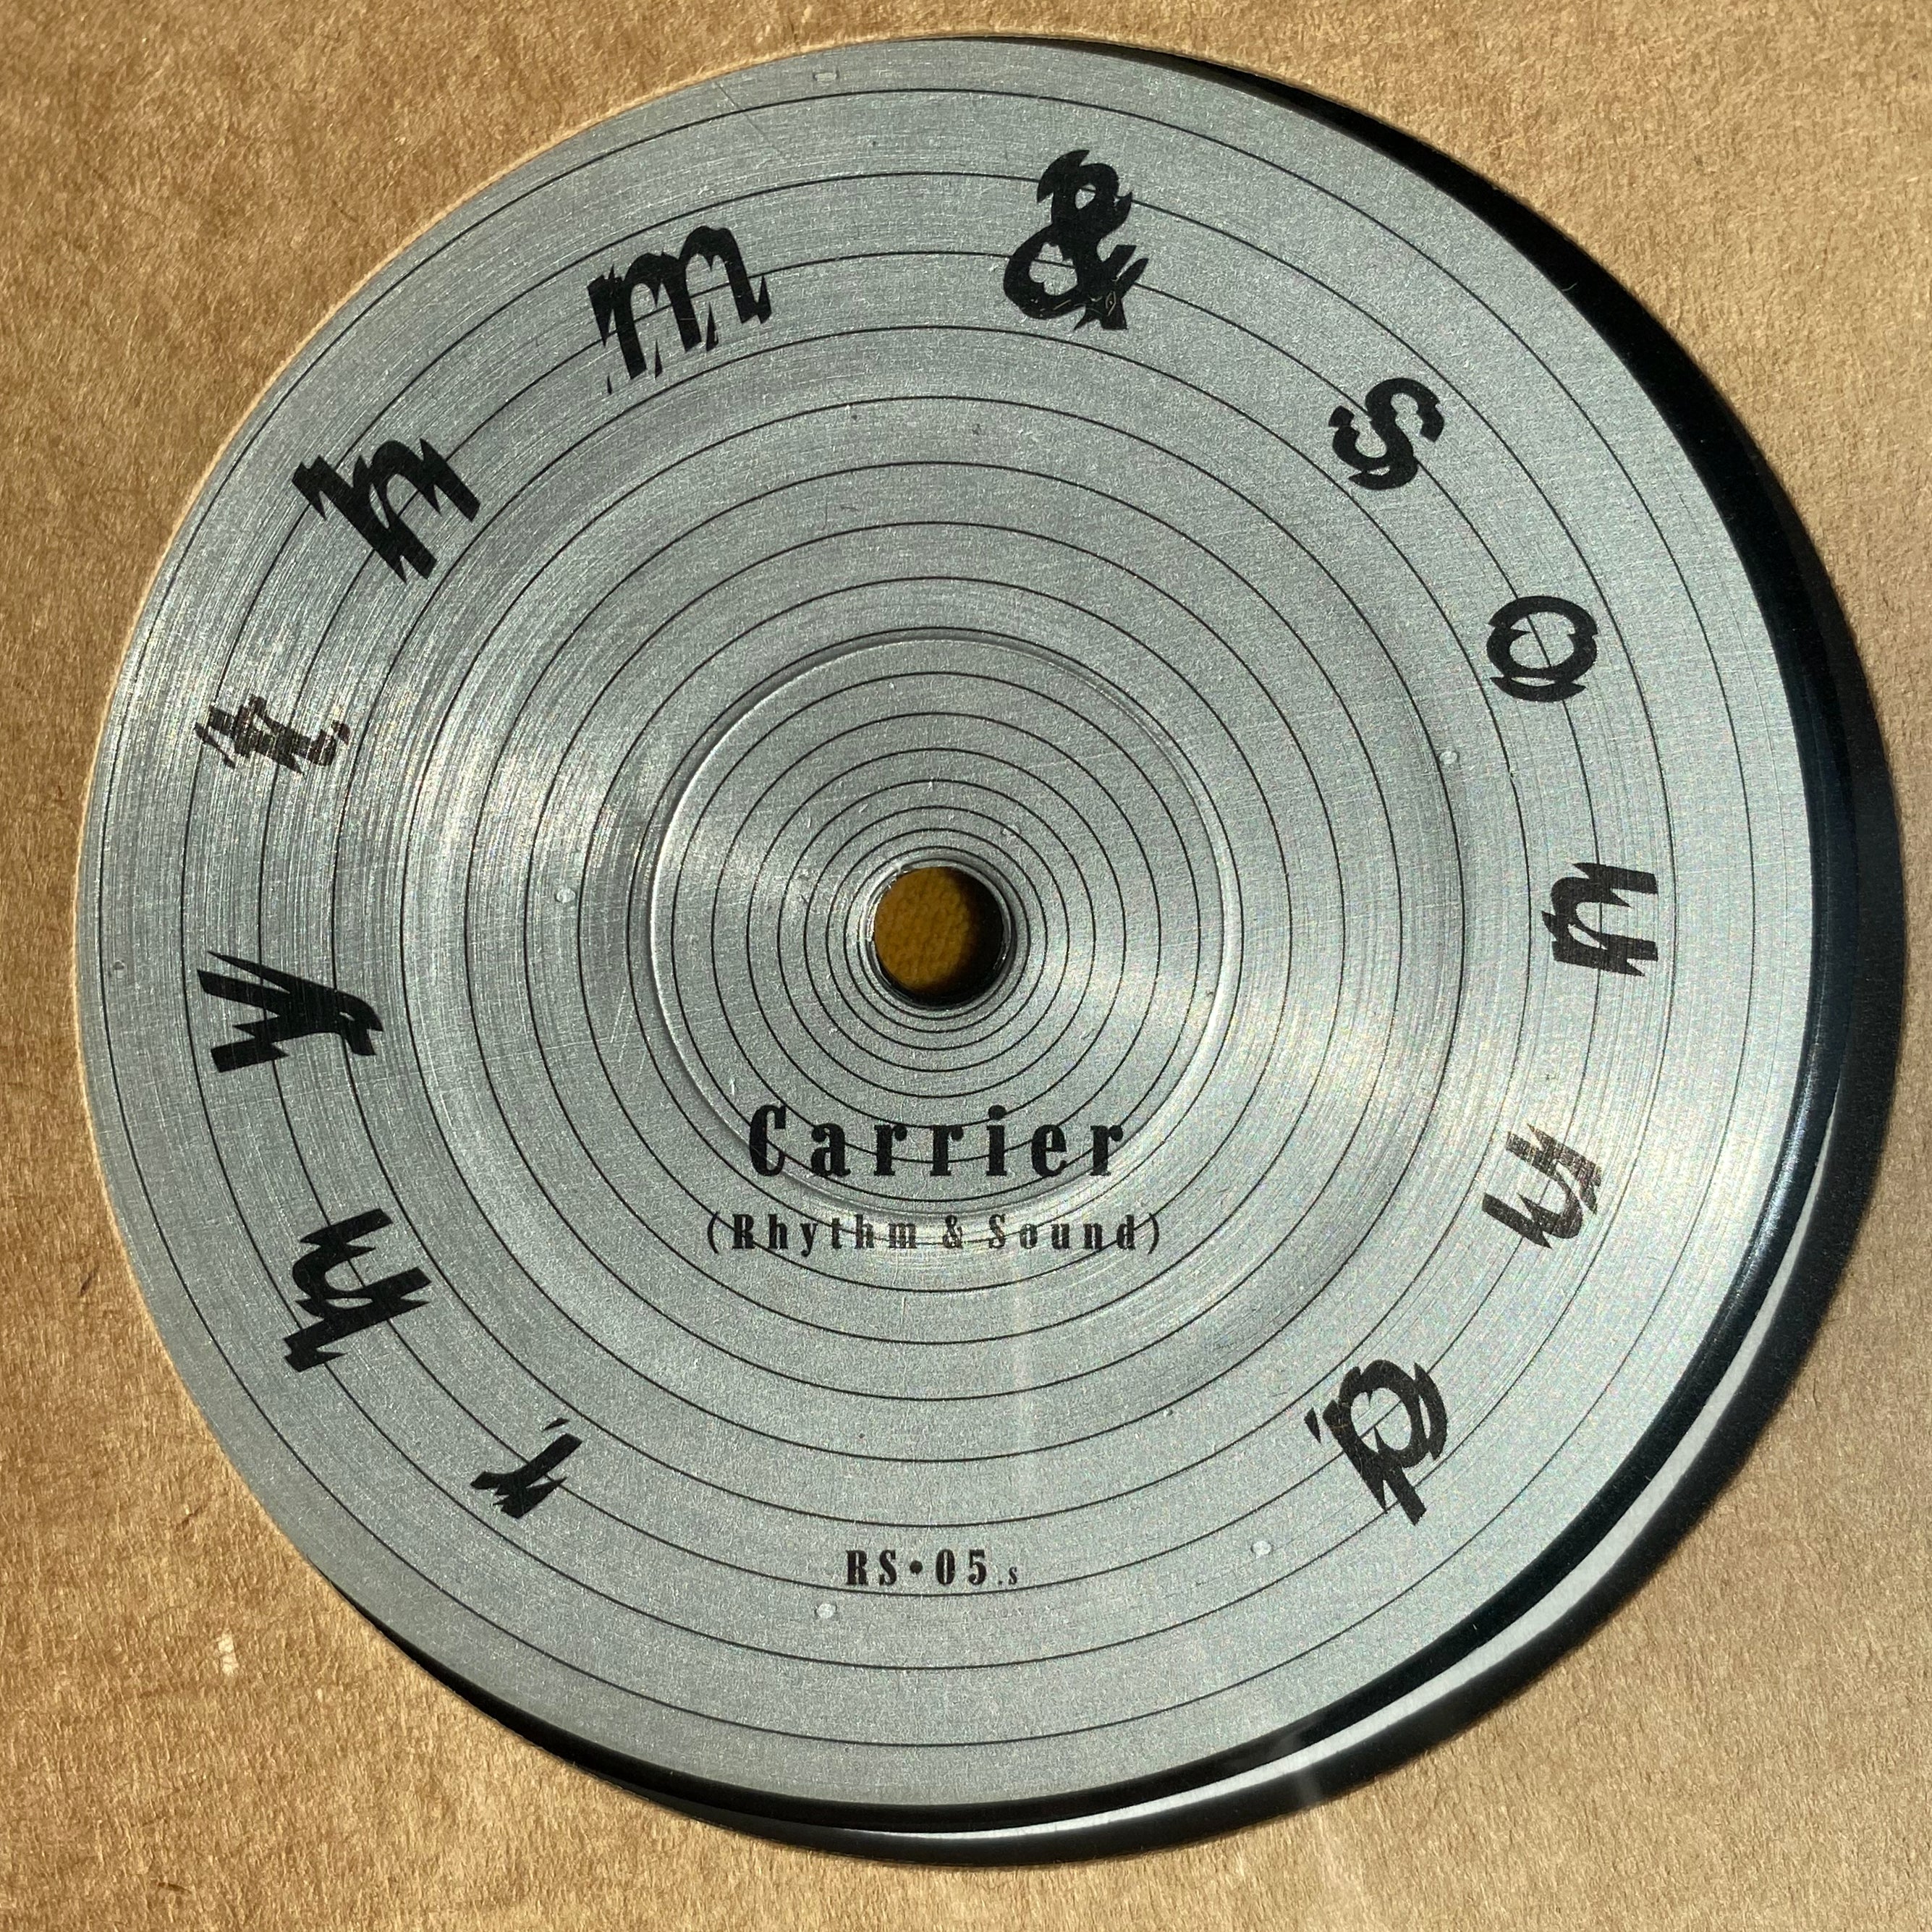 rhythm & sound
Carrier
(Rhythm & Sound)
RS•05.s